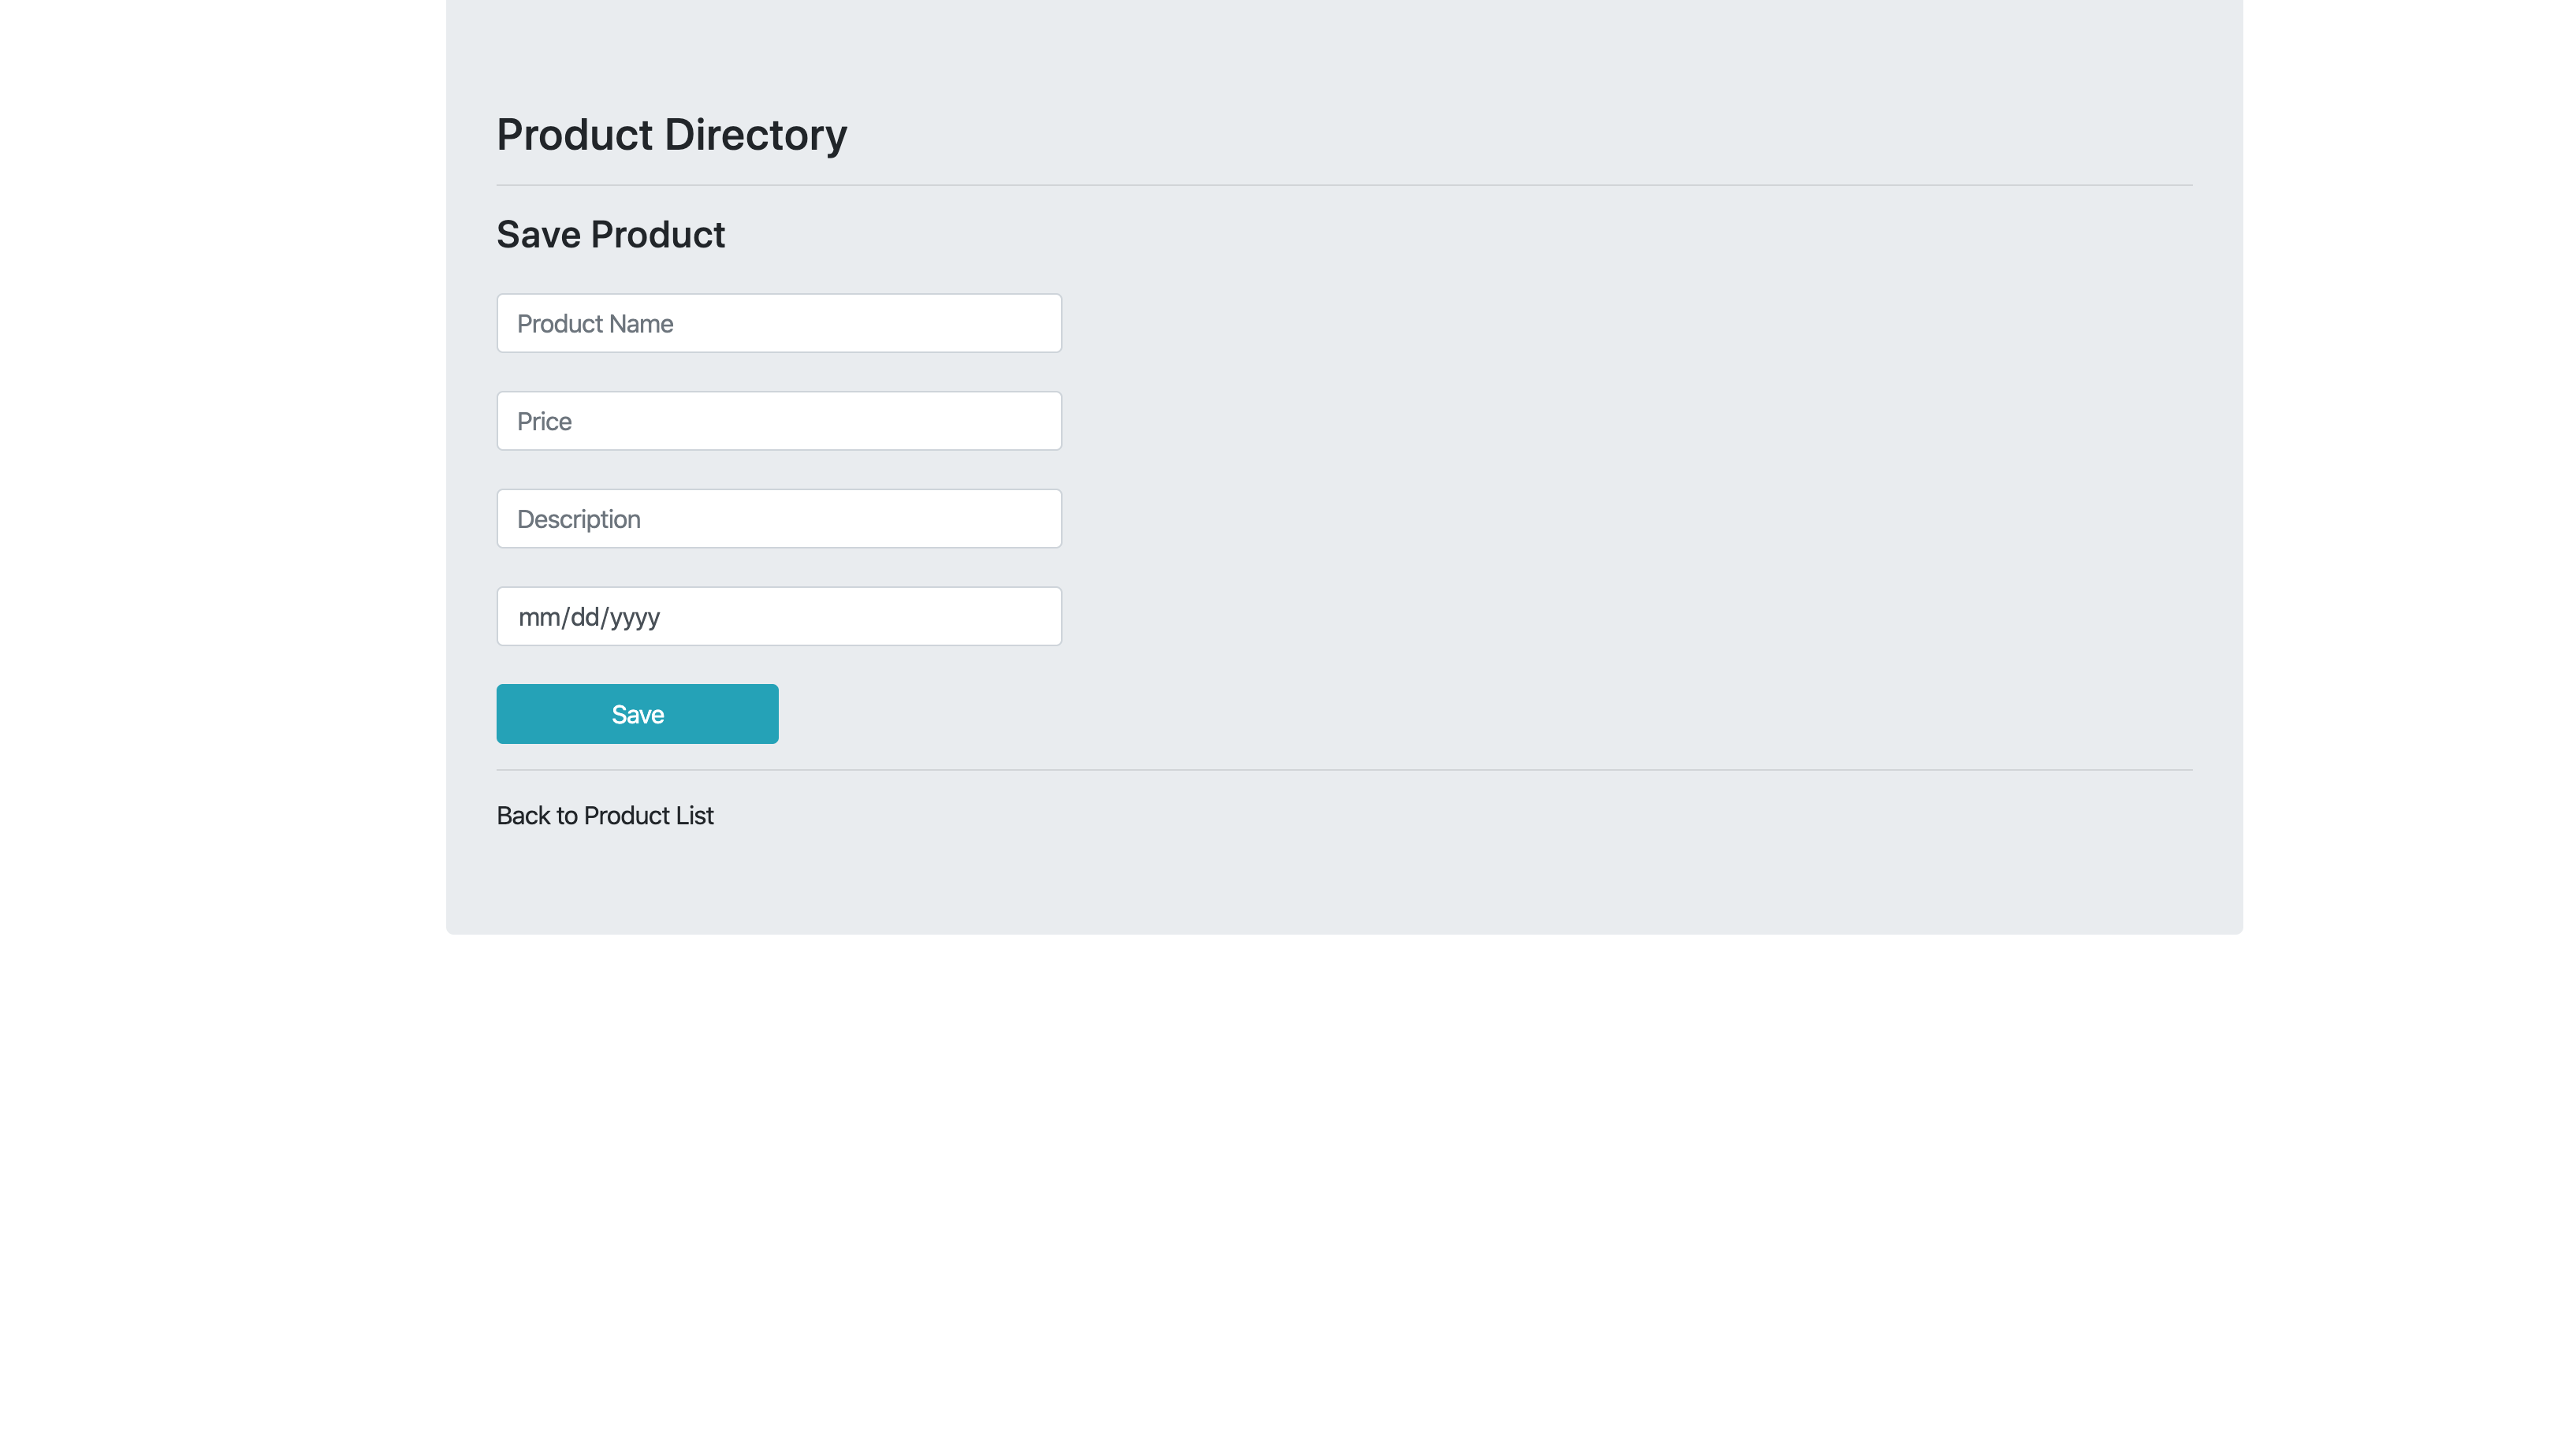 Product Directory
Save Product
Product Name
Price
Description
mm/dd/yyyy
Save
Back to Product List